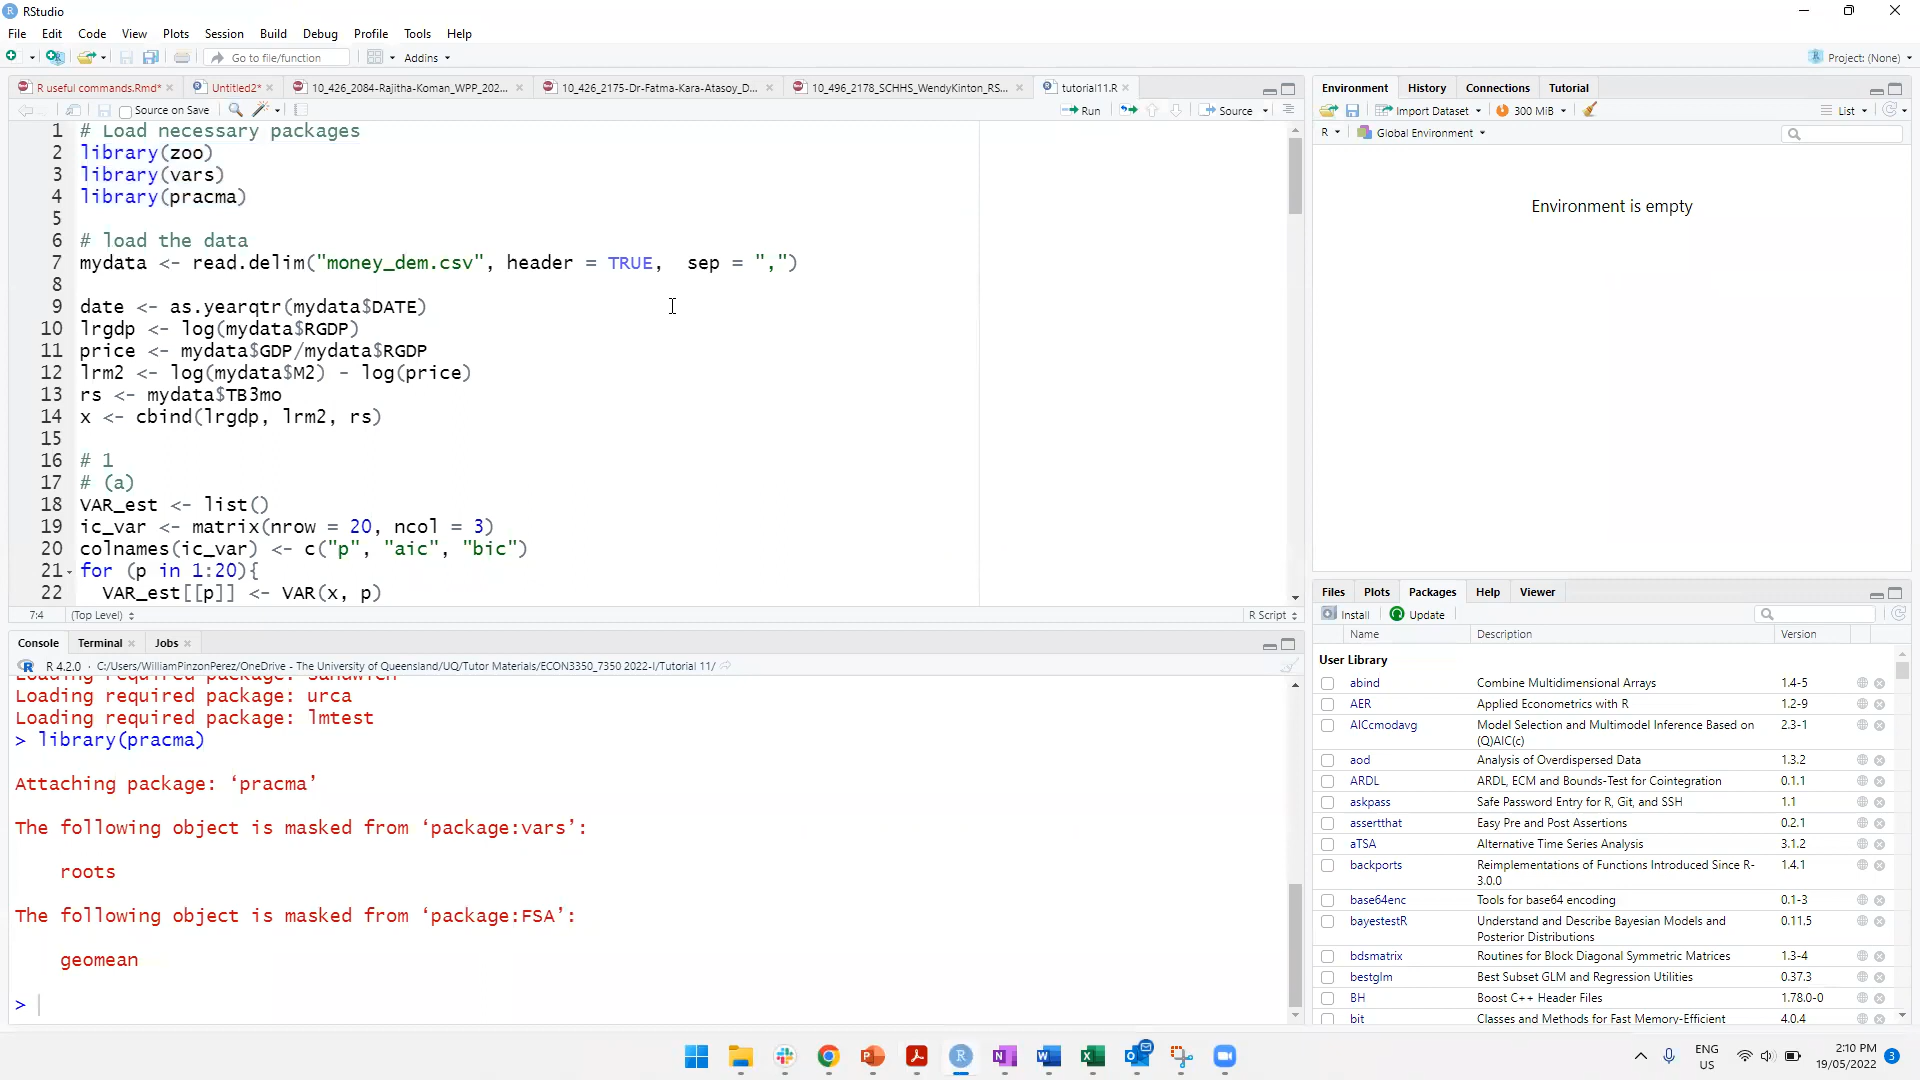 RStudio
File Edit Code View Plots Session Build Debug Profile Tools Help
Go to file/function Addins Project: (None)
R useful commands.Rmd* Untitled2* 10_426_2084-Rajitha-Koman_WPP_202... 10_426_2175-Dr-Fatma-Kara-Atasoy_D... 10_496_2178_SCHHS_WendyKinton_RS... tutorial11.R
Source on Save Run Source
1 # Load necessary packages
2 library(zoo)
3 library(vars)
4 library(pracma)
5
6 # load the data
7 mydata <- read.delim("money_dem.csv", header = TRUE, sep = ",")
8
9 date <- as.yearqtr(mydata$DATE)
10 lrgdp <- log(mydata$RGDP)
11 price <- mydata$GDP/mydata$RGDP
12 lrm2 <- log(mydata$M2) - log(price)
13 rs <- mydata$TB3mo
14 x <- cbind(lrgdp, lrm2, rs)
15
16 # 1
17 # (a)
18 VAR_est <- list()
19 ic_var <- matrix(nrow = 20, ncol = 3)
20 colnames(ic_var) <- c("p", "aic", "bic")
21 for (p in 1:20){
22 VAR_est[[p]] <- VAR(x, p)
7:4 (Top Level) R Script
Console Terminal Jobs
R 4.2.0 · C:/Users/WilliamPinzonPerez/OneDrive - The University of Queensland/UQ/Tutor Materials/ECON3350_7350 2022-I/Tutorial 11/
Loading required package: sandwich
Loading required package: urca
Loading required package: lmtest
> library(pracma)
Attaching package: ‘pracma’
The following object is masked from ‘package:vars’:
roots
The following object is masked from ‘package:FSA’:
geomean
>
Environment History Connections Tutorial
Import Dataset 300 MiB List
R Global Environment
Environment is empty
Files Plots Packages Help Viewer
Install Update
Name Description Version
User Library
abind Combine Multidimensional Arrays 1.4-5
AER Applied Econometrics with R 1.2-9
AICcmodavg Model Selection and Multimodel Inference Based on 2.3-1
(Q)AIC(c)
aod Analysis of Overdispersed Data 1.3.2
ARDL ARDL, ECM and Bounds-Test for Cointegration 0.1.1
askpass Safe Password Entry for R, Git, and SSH 1.1
assertthat Easy Pre and Post Assertions 0.2.1
aTSA Alternative Time Series Analysis 3.1.2
backports Reimplementations of Functions Introduced Since R- 1.4.1
3.0.0
base64enc Tools for base64 encoding 0.1-3
bayestestR Understand and Describe Bayesian Models and 0.11.5
Posterior Distributions
bdsmatrix Routines for Block Diagonal Symmetric Matrices 1.3-4
bestglm Best Subset GLM and Regression Utilities 0.37.3
BH Boost C++ Header Files 1.78.0-0
bit Classes and Methods for Fast Memory-Efficient 4.0.4
ENG
US
2:10 PM
19/05/2022
3